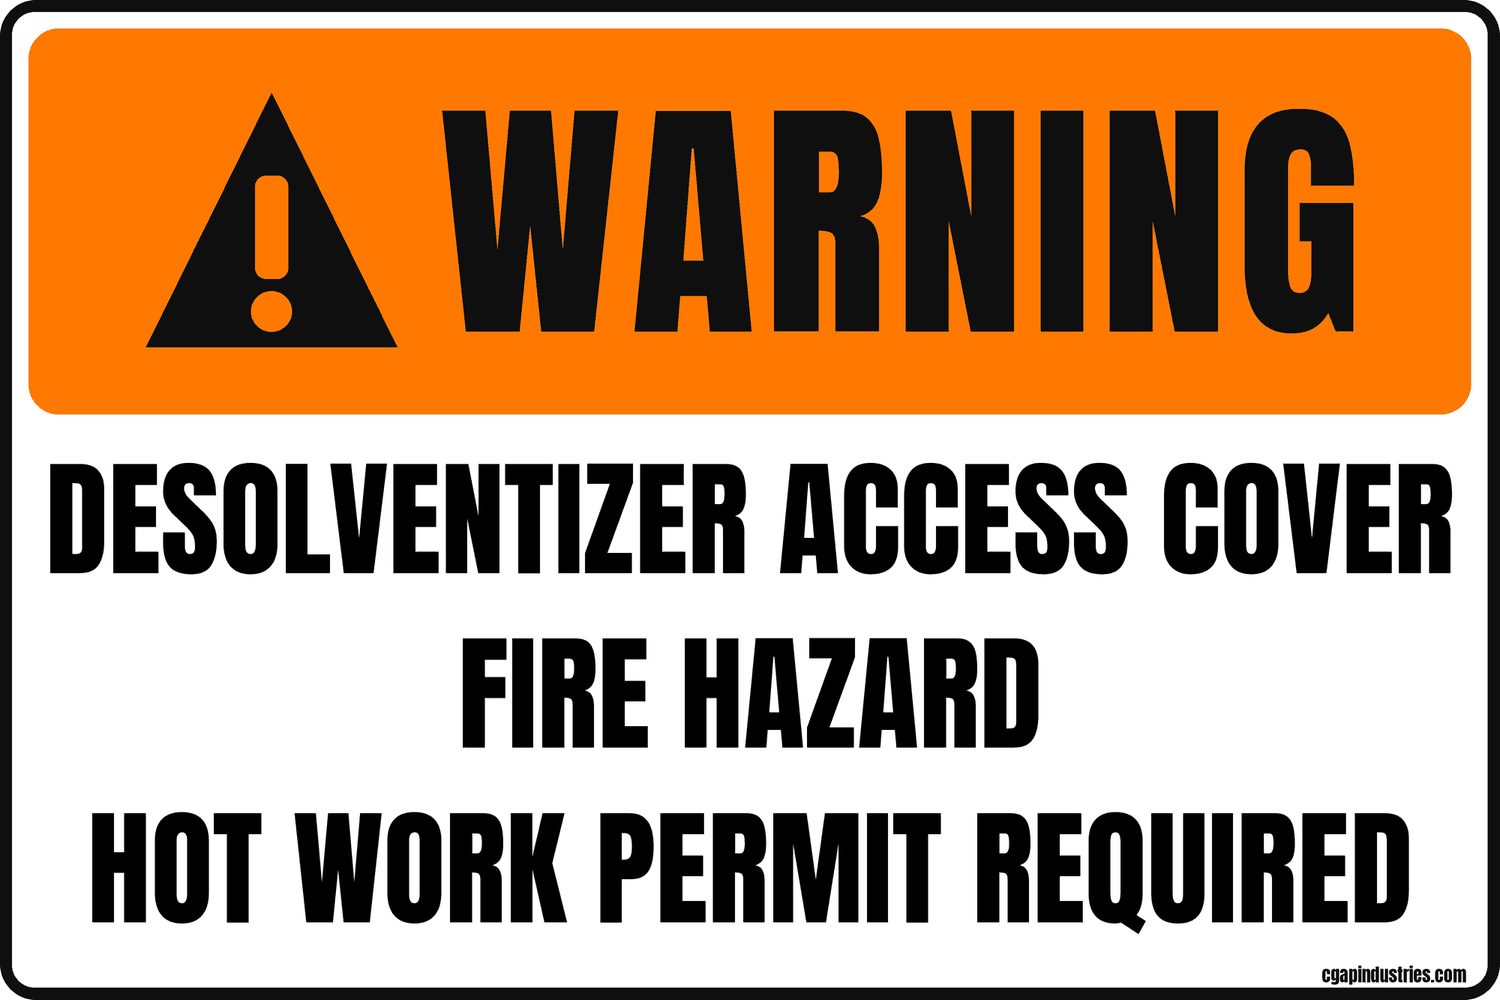 WARNING
DESOLVENTIZER ACCESS COVER
FIRE HAZARD
HOT WORK PERMIT REQUIRED
cgapindustries.com